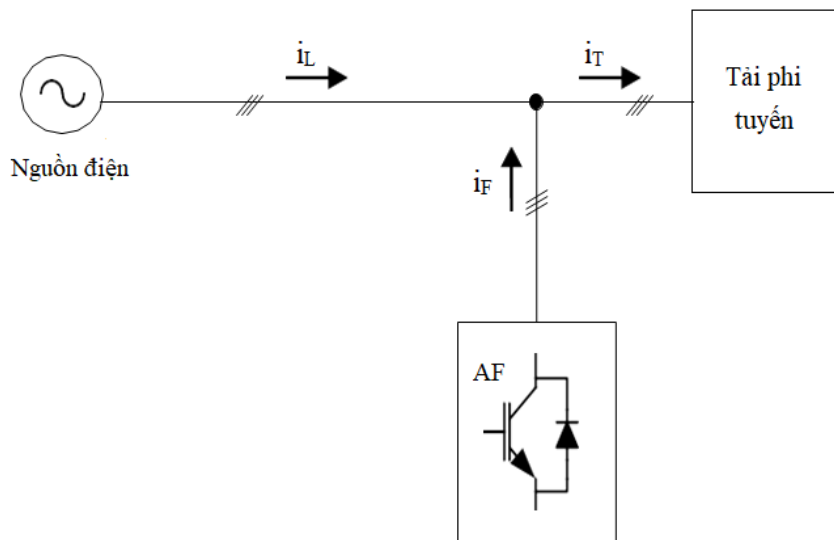 i_L
i_T
Tải phi
tuyến
Nguồn điện
i_F
AF